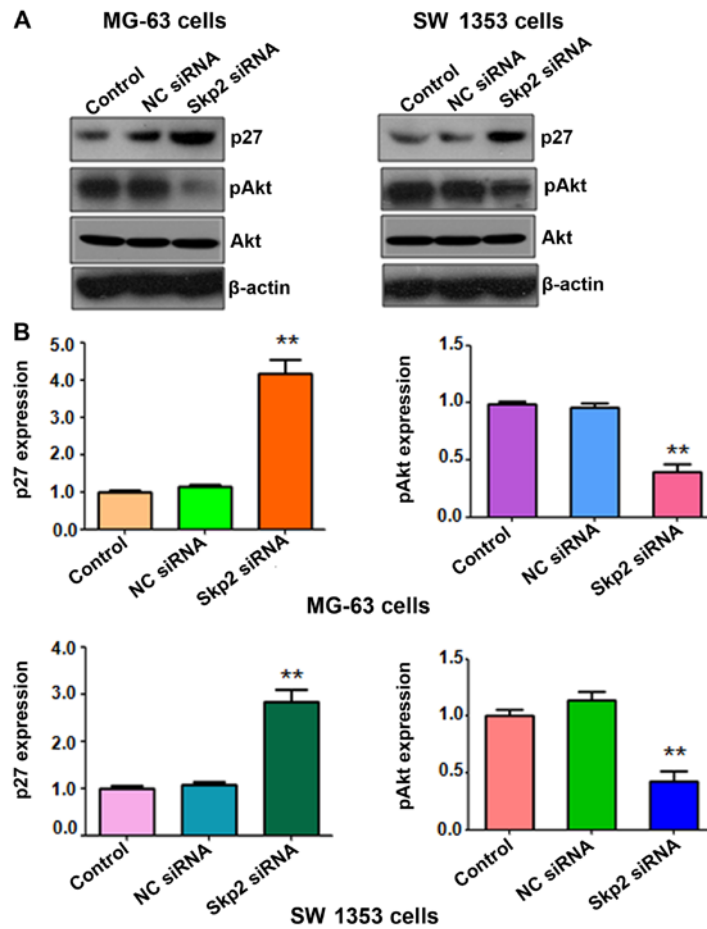 A
MG-63 cells
SW 1353 cells
Control
NC siRNA
Skp2 siRNA
Control
NC siRNA
Skp2 siRNA
p27
pAkt
Akt
β-actin
p27
pAkt
Akt
β-actin
B
p27 expression
5.0
4.0
3.0
2.0
1.0
0.0
**
Control
NC siRNA
Skp2 siRNA
pAkt expression
1.5
1.0
0.5
0.0
**
Control
NC siRNA
Skp2 siRNA
MG-63 cells
p27 expression
4.0
3.0
2.0
1.0
0.0
**
Control
NC siRNA
Skp2 siRNA
pAkt expression
1.5
1.0
0.5
0.0
**
Control
NC siRNA
Skp2 siRNA
SW 1353 cells